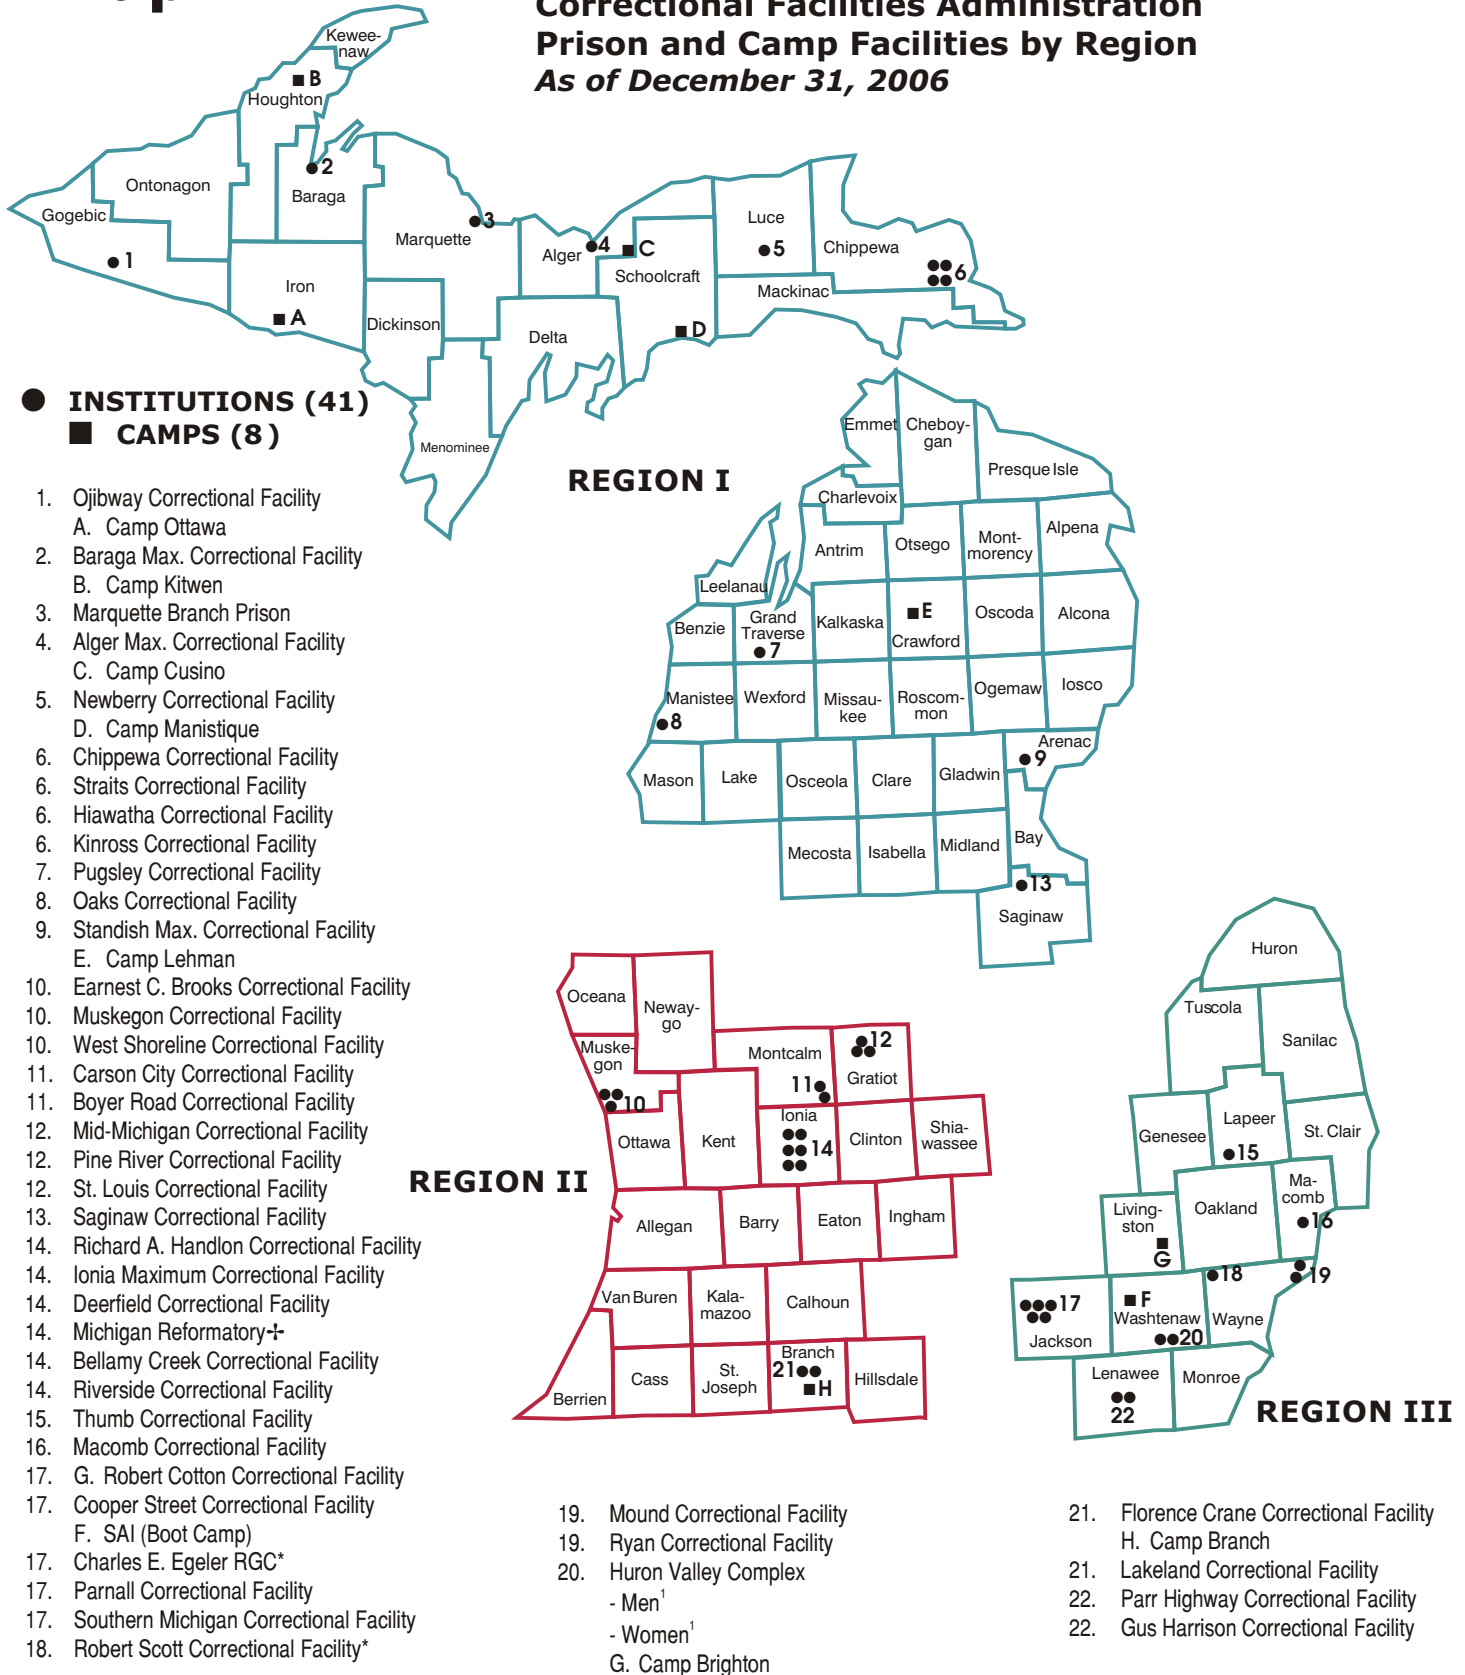 Correctional Facilities Administration
Prison and Camp Facilities by Region
As of December 31, 2006
Kewee-
naw
B
Houghton
2
Ontonagon
Baraga
Gogebic
3
Marquette
1
Alger
4
C
Schoolcraft
Luce
5
Chippewa
6
Mackinac
Iron
A
Dickinson
Delta
D
Menominee
INSTITUTIONS (41)
CAMPS (8)
REGION I
Emmet
Cheboy-
gan
Presque Isle
Charlevoix
Antrim
Otsego
Mont-
morency
Alpena
Leelanau
Benzie
Grand
Traverse
7
Kalkaska
E
Crawford
Oscoda
Alcona
Manistee
8
Wexford
Missau-
kee
Roscom-
mon
Ogemaw
Iosco
Arenac
9
Mason
Lake
Osceola
Clare
Gladwin
Mecosta
Isabella
Midland
Bay
13
Saginaw
REGION II
Oceana
Neway-
go
Muske-
gon
10
Montcalm
11
12
Gratiot
Ottawa
Kent
Ionia
14
Clinton
Shia-
wassee
Allegan
Barry
Eaton
Ingham
Van Buren
Kala-
mazoo
Calhoun
Berrien
Cass
St.
Joseph
Branch
21
H
Hillsdale
Huron
Tuscola
Sanilac
Genesee
Lapeer
15
St. Clair
Living-
ston
G
Oakland
Ma-
comb
16
18
19
17
Jackson
F
Washtenaw
20
Wayne
Lenawee
22
Monroe
REGION III
1. Ojibway Correctional Facility
A. Camp Ottawa
2. Baraga Max. Correctional Facility
B. Camp Kitwen
3. Marquette Branch Prison
4. Alger Max. Correctional Facility
C. Camp Cusino
5. Newberry Correctional Facility
D. Camp Manistique
6. Chippewa Correctional Facility
6. Straits Correctional Facility
6. Hiawatha Correctional Facility
6. Kinross Correctional Facility
7. Pugsley Correctional Facility
8. Oaks Correctional Facility
9. Standish Max. Correctional Facility
E. Camp Lehman
10. Earnest C. Brooks Correctional Facility
10. Muskegon Correctional Facility
10. West Shoreline Correctional Facility
11. Carson City Correctional Facility
11. Boyer Road Correctional Facility
12. Mid-Michigan Correctional Facility
12. Pine River Correctional Facility
12. St. Louis Correctional Facility
13. Saginaw Correctional Facility
14. Richard A. Handlon Correctional Facility
14. Ionia Maximum Correctional Facility
14. Deerfield Correctional Facility
14. Michigan Reformatory✢
14. Bellamy Creek Correctional Facility
14. Riverside Correctional Facility
15. Thumb Correctional Facility
16. Macomb Correctional Facility
17. G. Robert Cotton Correctional Facility
17. Cooper Street Correctional Facility
F. SAI (Boot Camp)
17. Charles E. Egeler RGC*
17. Parnall Correctional Facility
17. Southern Michigan Correctional Facility
18. Robert Scott Correctional Facility*
19. Mound Correctional Facility
19. Ryan Correctional Facility
20. Huron Valley Complex
- Men¹
- Women¹
G. Camp Brighton
21. Florence Crane Correctional Facility
H. Camp Branch
21. Lakeland Correctional Facility
22. Parr Highway Correctional Facility
22. Gus Harrison Correctional Facility